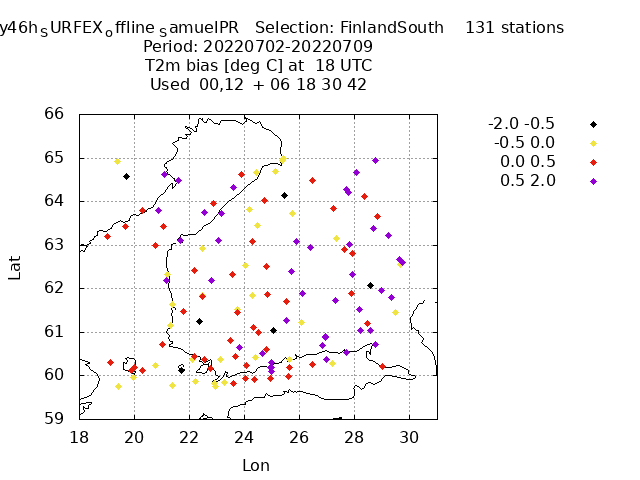 y46h_SURFEX_offline_SamuelPR Selection: FinlandSouth 131 stations
Period: 20220702-20220709
T2m bias [deg C] at 18 UTC
Used 00,12 + 06 18 30 42
-2.0 -0.5
-0.5 0.0
0.0 0.5
0.5 2.0
66
65
64
63
62
61
60
59
18 20 22 24 26 28 30
Lat
Lon